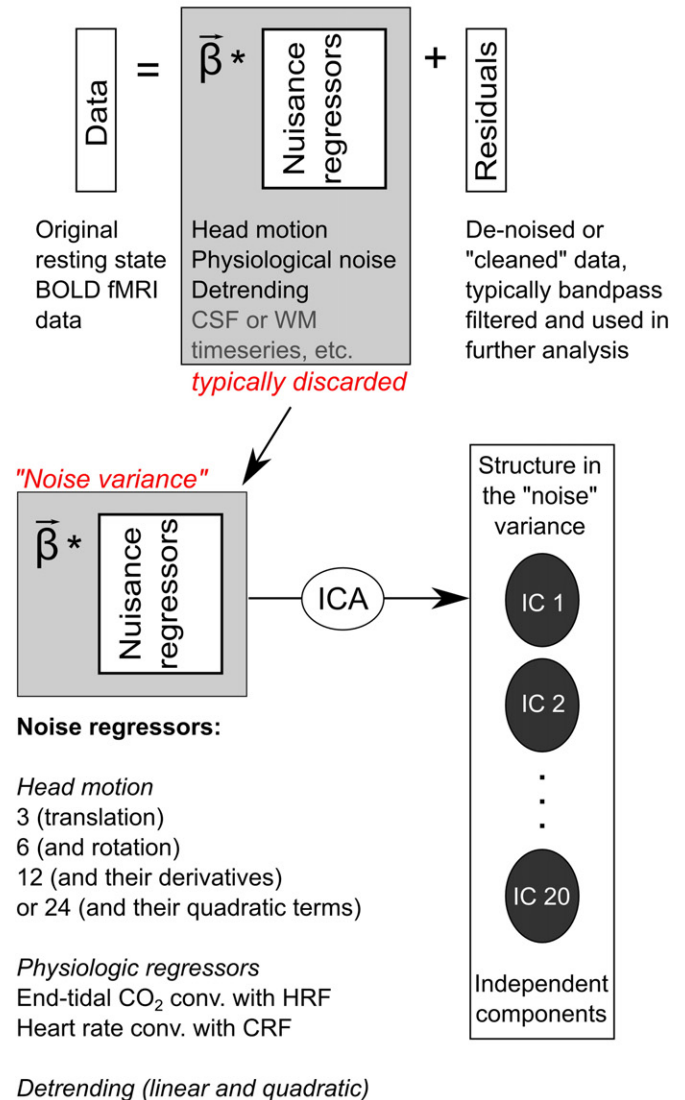 Data
=
β *
Nuisance
regressors
+
Residuals
Original
resting state
BOLD fMRI
data
Head motion
Physiological noise
Detrending
CSF or WM
timeseries, etc.
typically discarded
De-noised or
"cleaned" data,
typically bandpass
filtered and used in
further analysis
"Noise variance"
β *
Nuisance
regressors
ICA
Structure in
the "noise"
variance
IC 1
IC 2
IC 20
Independent
components
Noise regressors:
Head motion
3 (translation)
6 (and rotation)
12 (and their derivatives)
or 24 (and their quadratic terms)
Physiologic regressors
End-tidal CO₂ conv. with HRF
Heart rate conv. with CRF
Detrending (linear and quadratic)